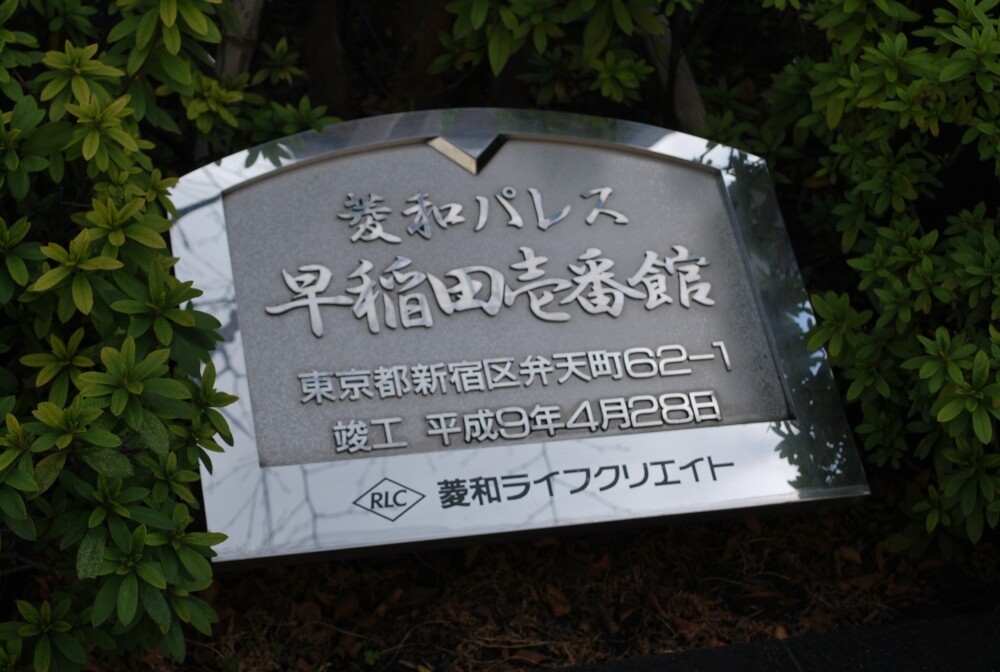 菱和パレス
早稲田壱番館
東京都新宿区弁天町62-1
竣工 平成9年4月28日
RLC 菱和ライフクリエイト